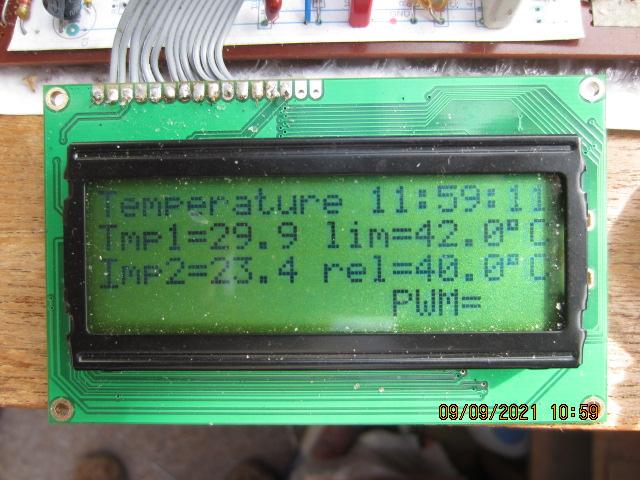 Temperature 11:59:11
Tmp1=29.9 lim=42.0°C
Tmp2=23.4 rel=40.0°C
PWM=
09/09/2021 10:59